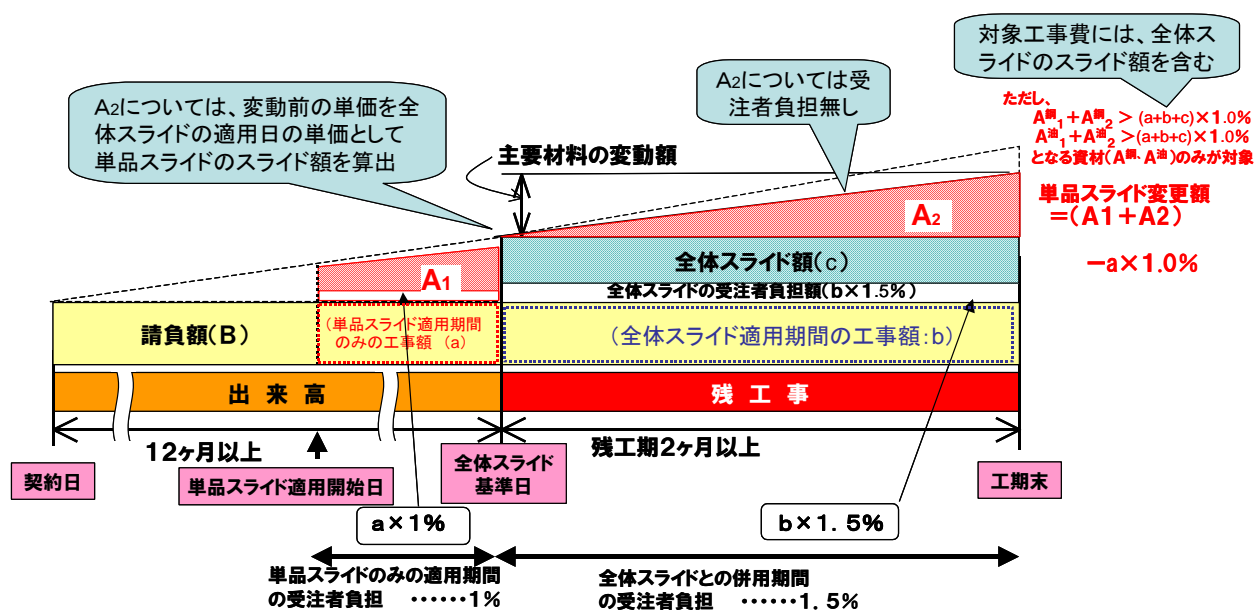 対象工事費には、全体ス
ライドのスライド額を含む
A2については受
注者負担無し
A2については、変動前の単価を全
体スライドの適用日の単価として
単品スライドのスライド額を算出
ただし、
A鋼1+A鋼2 > (a+b+c)×1.0%
A油1+A油2 >(a+b+c)×1.0%
となる資材(A鋼、A油)のみが対象
主要材料の変動額
単品スライド変更額
=(A1+A2)
-a×1.0%
A2
A1
全体スライド額(c)
全体スライドの受注者負担額(b×1.5%)
請負額(B)
(単品スライド適用期間
のみの工事額 (a)
(全体スライド適用期間の工事額:b)
出 来 高
残 工 事
12ヶ月以上
残工期2ヶ月以上
契約日
単品スライド適用開始日
全体スライド
基準日
工期末
a×1%
b×1.5%
単品スライドのみの適用期間
の受注者負担 ……1%
全体スライドとの併用期間
の受注者負担 ……1.5%